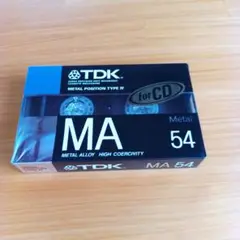 TDK
METAL POSITION TYPE IV
for CD
Metal
MA 54
METAL ALLOY HIGH COERCIVITY
TDK
MA 54